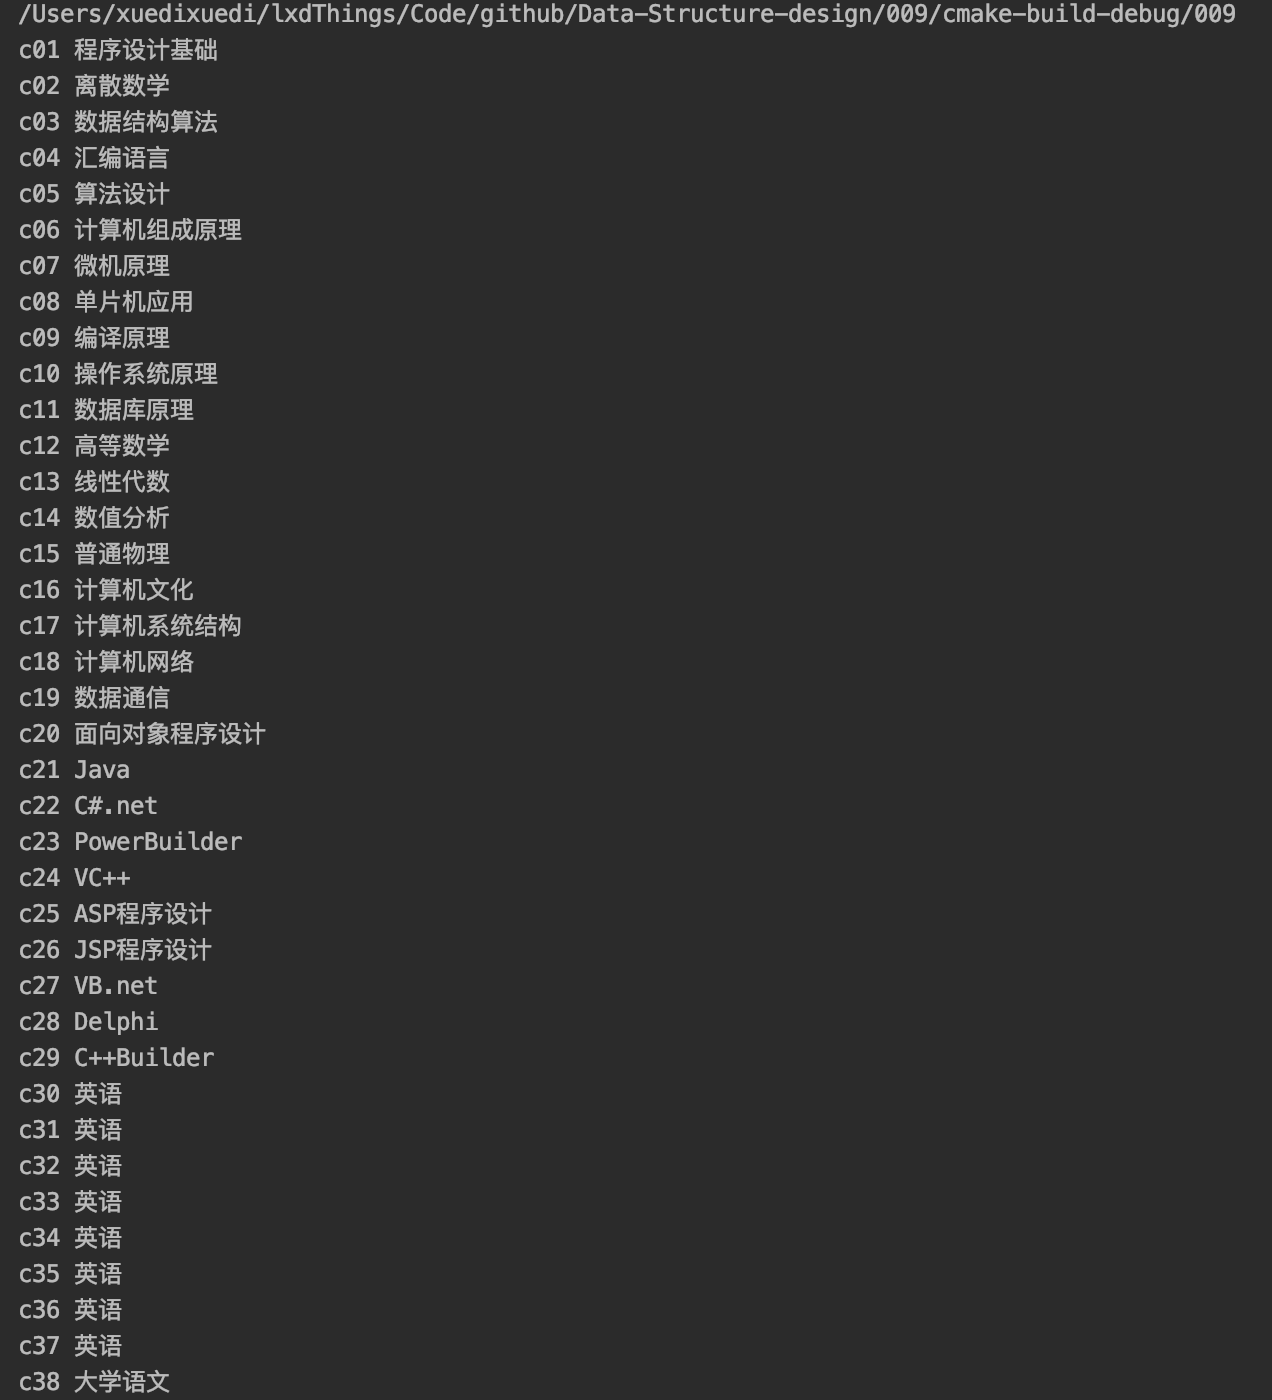 /Users/xuedixuedi/lxdThings/Code/github/Data-Structure-design/009/cmake-build-debug/009
c01 程序设计基础
c02 离散数学
c03 数据结构算法
c04 汇编语言
c05 算法设计
c06 计算机组成原理
c07 微机原理
c08 单片机应用
c09 编译原理
c10 操作系统原理
c11 数据库原理
c12 高等数学
c13 线性代数
c14 数值分析
c15 普通物理
c16 计算机文化
c17 计算机系统结构
c18 计算机网络
c19 数据通信
c20 面向对象程序设计
c21 Java
c22 C#.net
c23 PowerBuilder
c24 VC++
c25 ASP程序设计
c26 JSP程序设计
c27 VB.net
c28 Delphi
c29 C++Builder
c30 英语
c31 英语
c32 英语
c33 英语
c34 英语
c35 英语
c36 英语
c37 英语
c38 大学语文